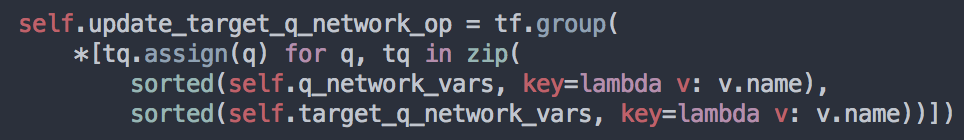 self.update_target_q_network_op = tf.group(
    *[tq.assign(q) for q, tq in zip(
        sorted(self.q_network_vars, key=lambda v: v.name),
        sorted(self.target_q_network_vars, key=lambda v: v.name))])